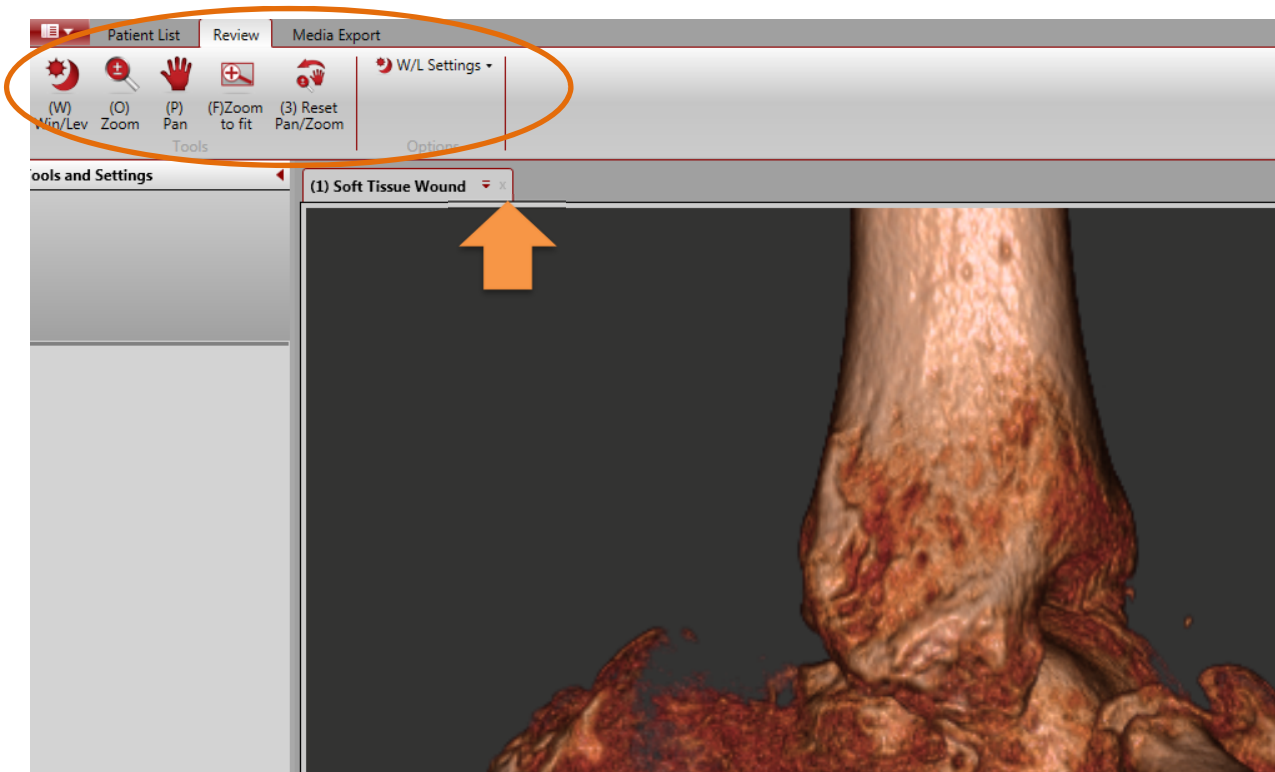 Patient List Review Media Export
(W) (O) (P) (F)Zoom (3) Reset W/L Settings
Win/Lev Zoom Pan to fit Pan/Zoom
Tools Options
ools and Settings
(1) Soft Tissue Wound x